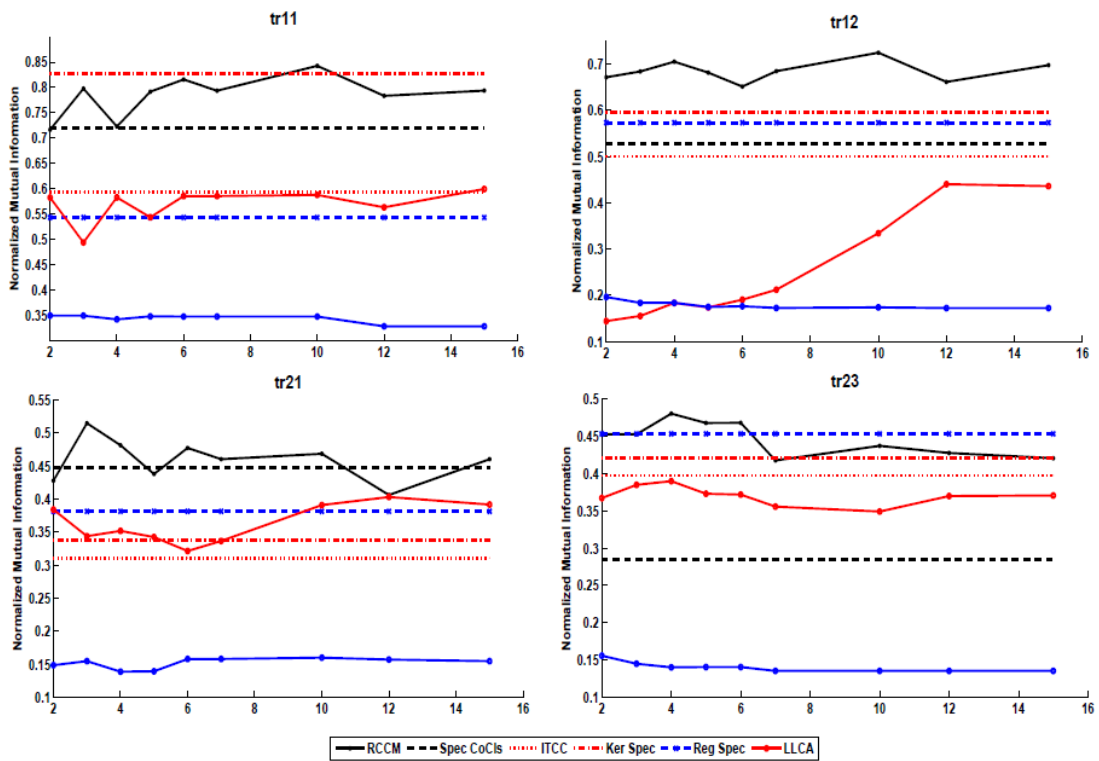 tr11
Normalized Mutual Information
0.85
0.8
0.75
0.7
0.65
0.6
0.55
0.5
0.45
0.4
0.35
2 4 6 8 10 12 14 16
tr12
Normalized Mutual Information
0.7
0.6
0.5
0.4
0.3
0.2
0.1
2 4 6 8 10 12 14 16
tr21
Normalized Mutual Information
0.55
0.5
0.45
0.4
0.35
0.3
0.25
0.2
0.15
0.1
2 4 6 8 10 12 14 16
tr23
Normalized Mutual Information
0.5
0.45
0.4
0.35
0.3
0.25
0.2
0.15
0.1
2 4 6 8 10 12 14 16
RCCM Spec CoCls ITCC Ker Spec Reg Spec LLCA